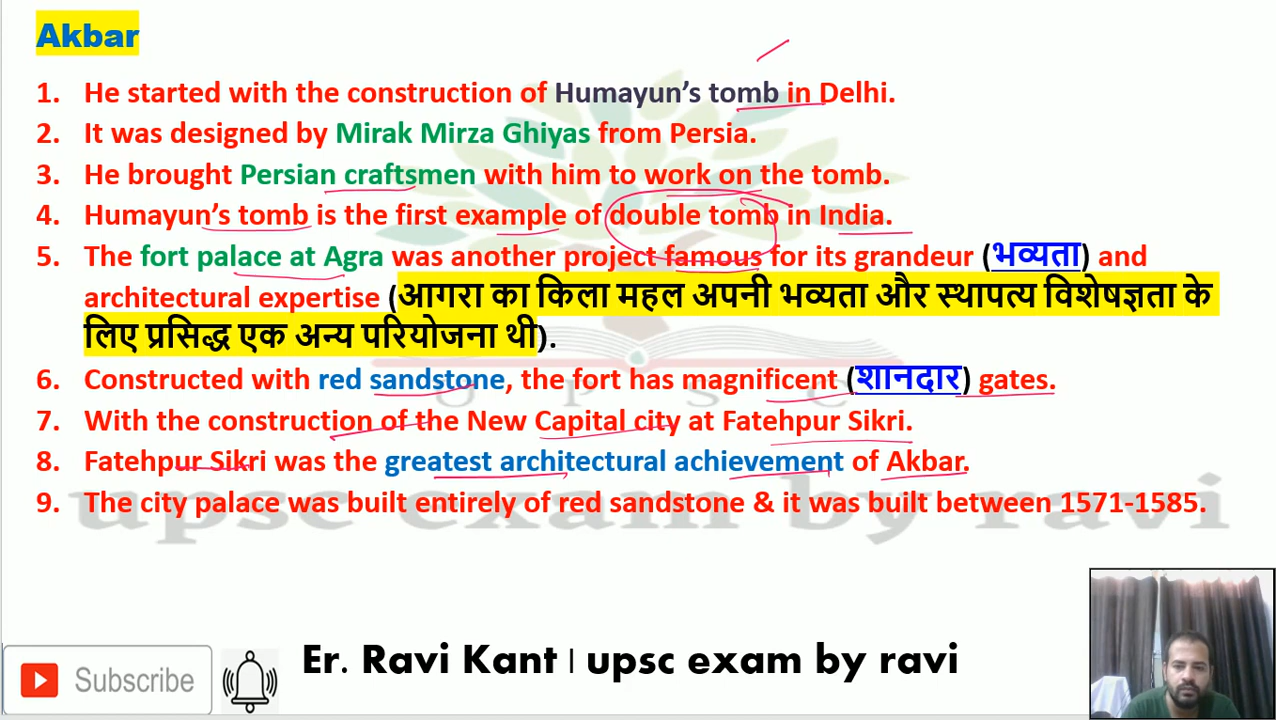 Akbar
1. He started with the construction of Humayun's tomb in Delhi.
2. It was designed by Mirak Mirza Ghiyas from Persia.
3. He brought Persian craftsmen with him to work on the tomb.
4. Humayun's tomb is the first example of double tomb in India.
5. The fort palace at Agra was another project famous for its grandeur (भव्यता) and
architectural expertise (आगरा का किला महल अपनी भव्यता और स्थापत्य विशेषज्ञता के
लिए प्रसिद्ध एक अन्य परियोजना थी).
6. Constructed with red sandstone, the fort has magnificent (शानदार) gates.
UPSC
7. With the construction of the New Capital city at Fatehpur Sikri.
8. Fatehpur Sikri was the greatest architectural achievement of Akbar.
9. The city palace was built entirely of red sandstone & it was built between 1571-1585.
upsc exam by ravi
Subscribe
Er. Ravi Kant | upsc exam by ravi